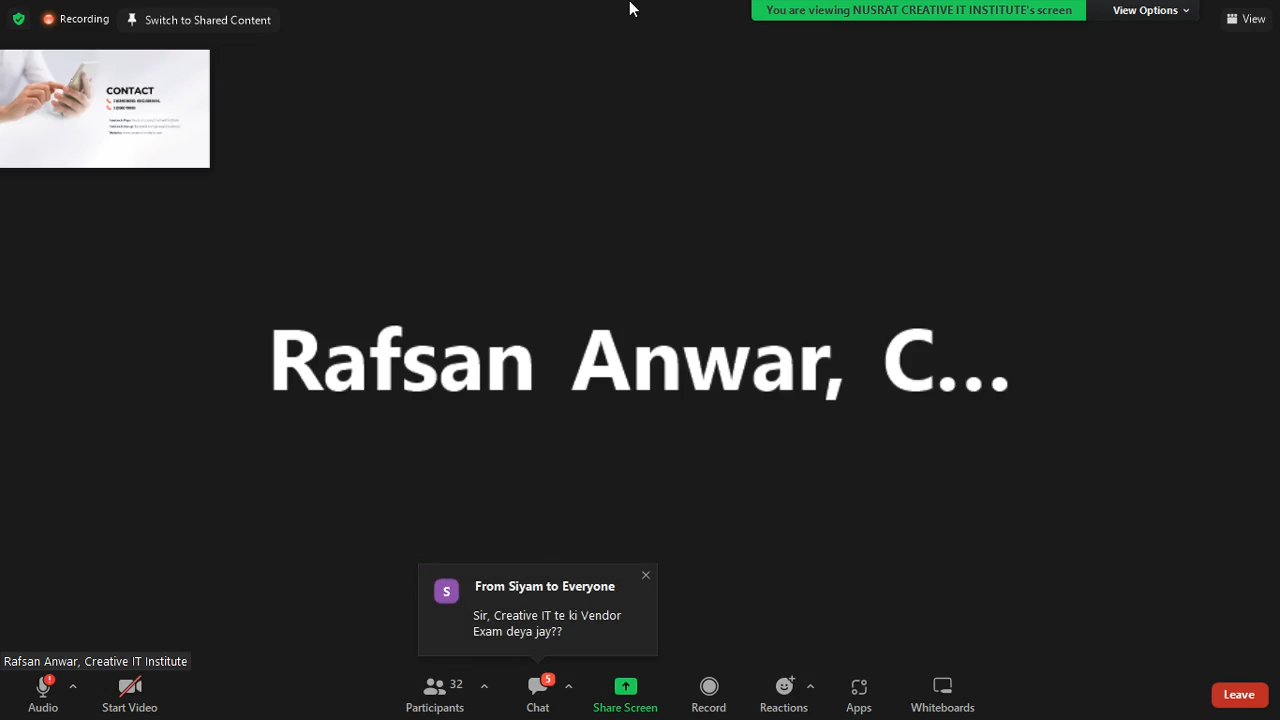 Recording
Switch to Shared Content
You are viewing NUSRAT CREATIVE IT INSTITUTE's screen
View Options
View
CONTACT
Rafsan Anwar, C...
S
From Siyam to Everyone
Sir, Creative IT te ki Vendor
Exam deya jay??
Rafsan Anwar, Creative IT Institute
Audio
Start Video
32
Participants
5
Chat
Share Screen
Record
Reactions
Apps
Whiteboards
Leave